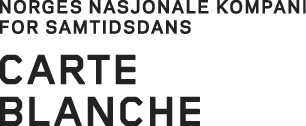 NORGES NASJONALE KOMPANI
FOR SAMTIDSDANS
CARTE
BLANCHE